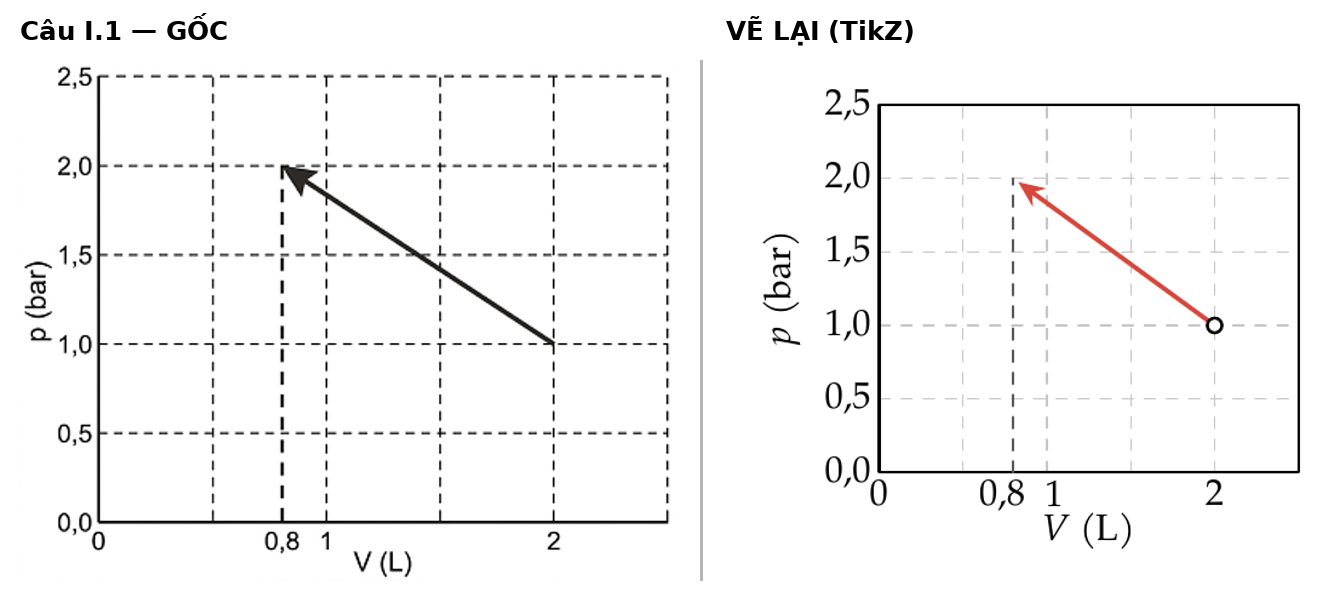 Câu I.1 — GỐC
2,5
2,0
1,5
1,0
0,5
0,0
p (bar)
0 0,8 1 2
V (L)
VẼ LẠI (TikZ)
2,5
2,0
1,5
1,0
0,5
0,0
p (bar)
0 0,8 1 2
V (L)